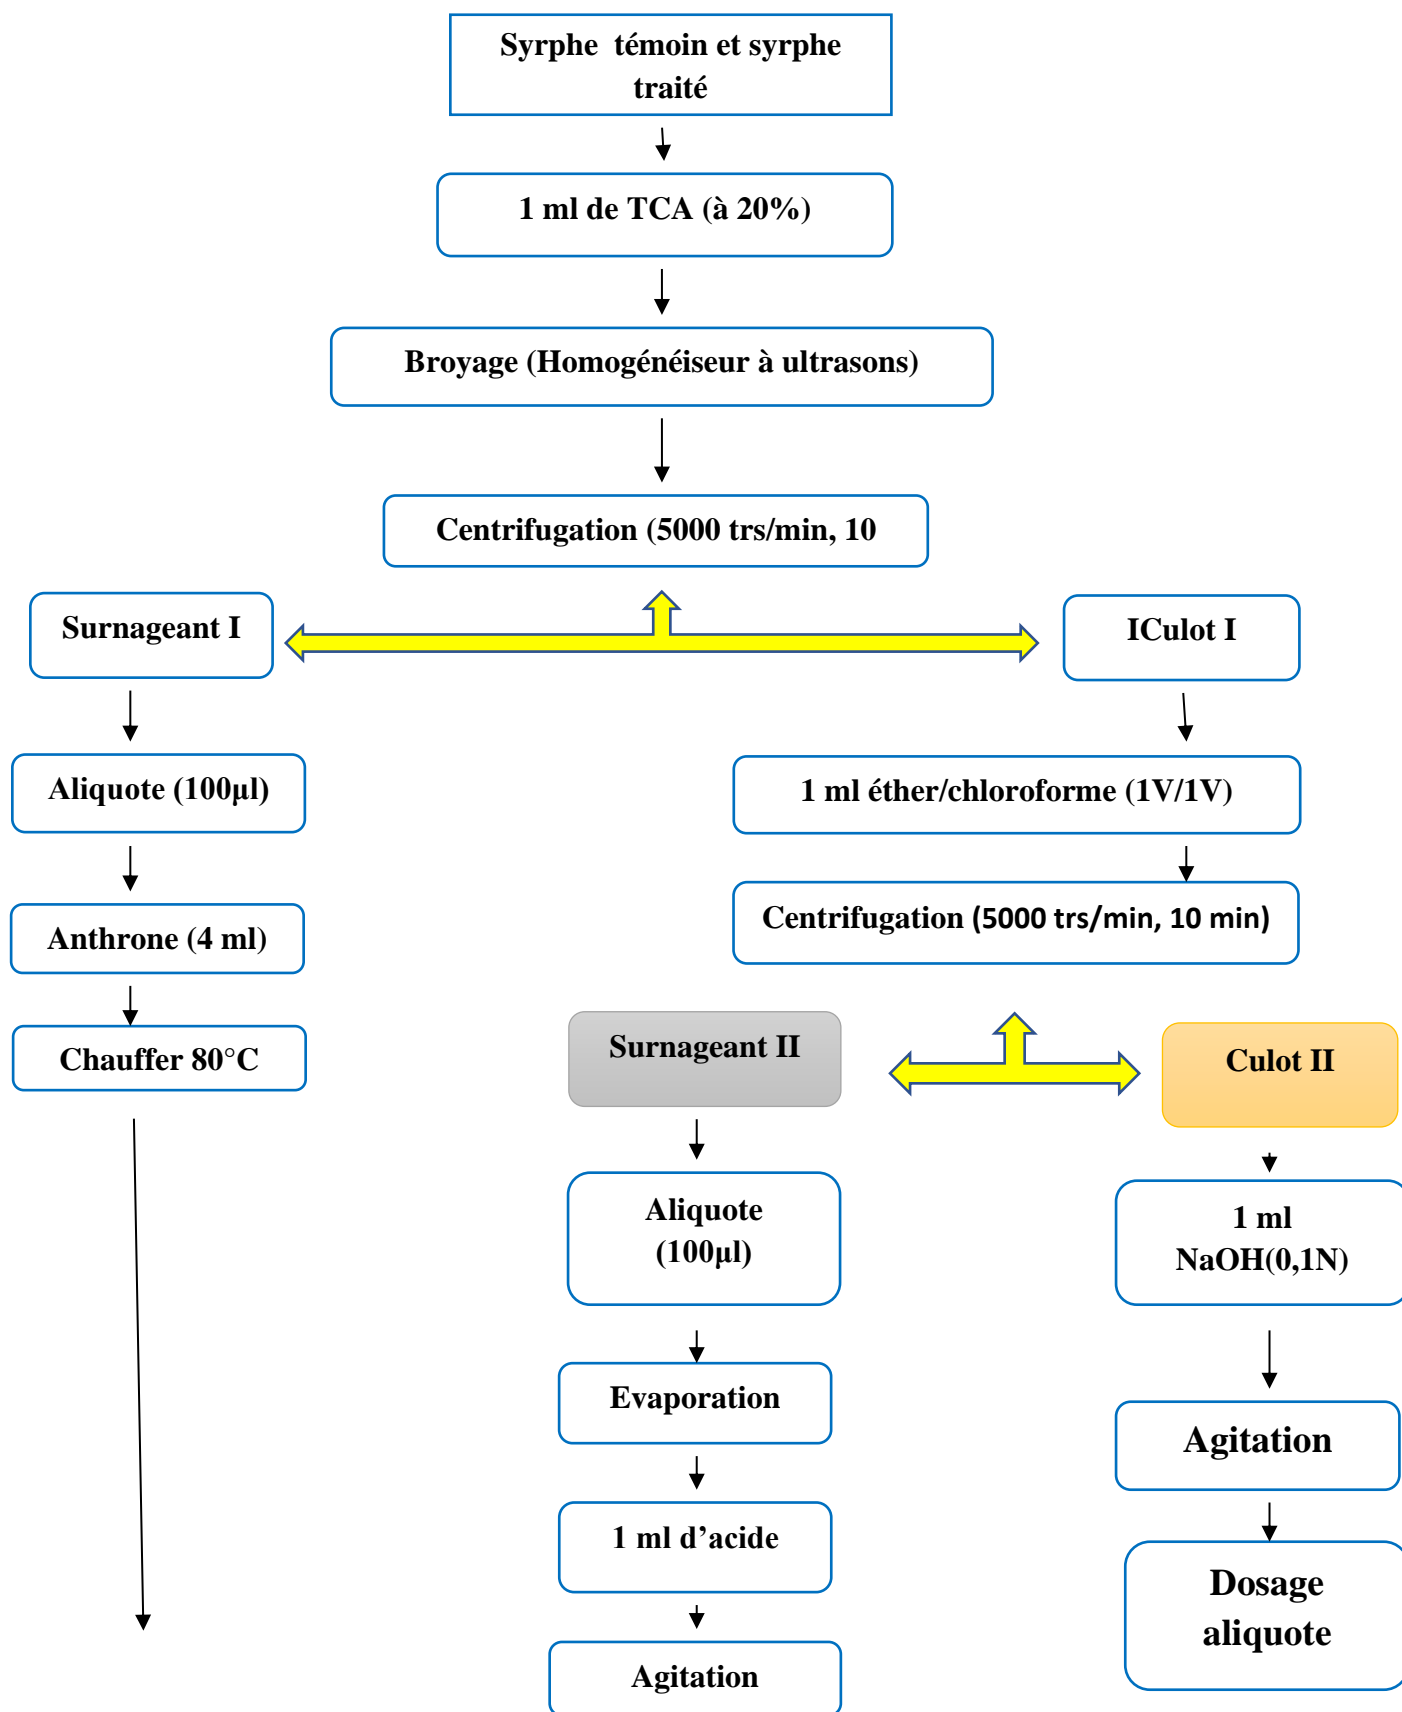 Syrphe témoin et syrphe
traité
1 ml de TCA (à 20%)
Broyage (Homogénéiseur à ultrasons)
Centrifugation (5000 trs/min, 10
Surnageant I
ICulot I
Aliquote (100µl)
1 ml éther/chloroforme (1V/1V)
Anthrone (4 ml)
Centrifugation (5000 trs/min, 10 min)
Chauffer 80°C
Surnageant II
Culot II
Aliquote
(100µl)
1 ml
NaOH(0,1N)
Evaporation
Agitation
1 ml d’acide
Dosage
aliquote
Agitation